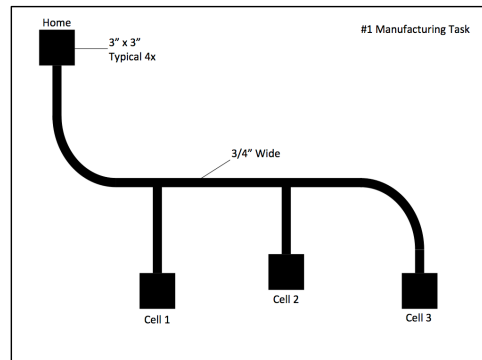 Home
#1 Manufacturing Task
3” x 3”
Typical 4x
3/4” Wide
Cell 1
Cell 2
Cell 3